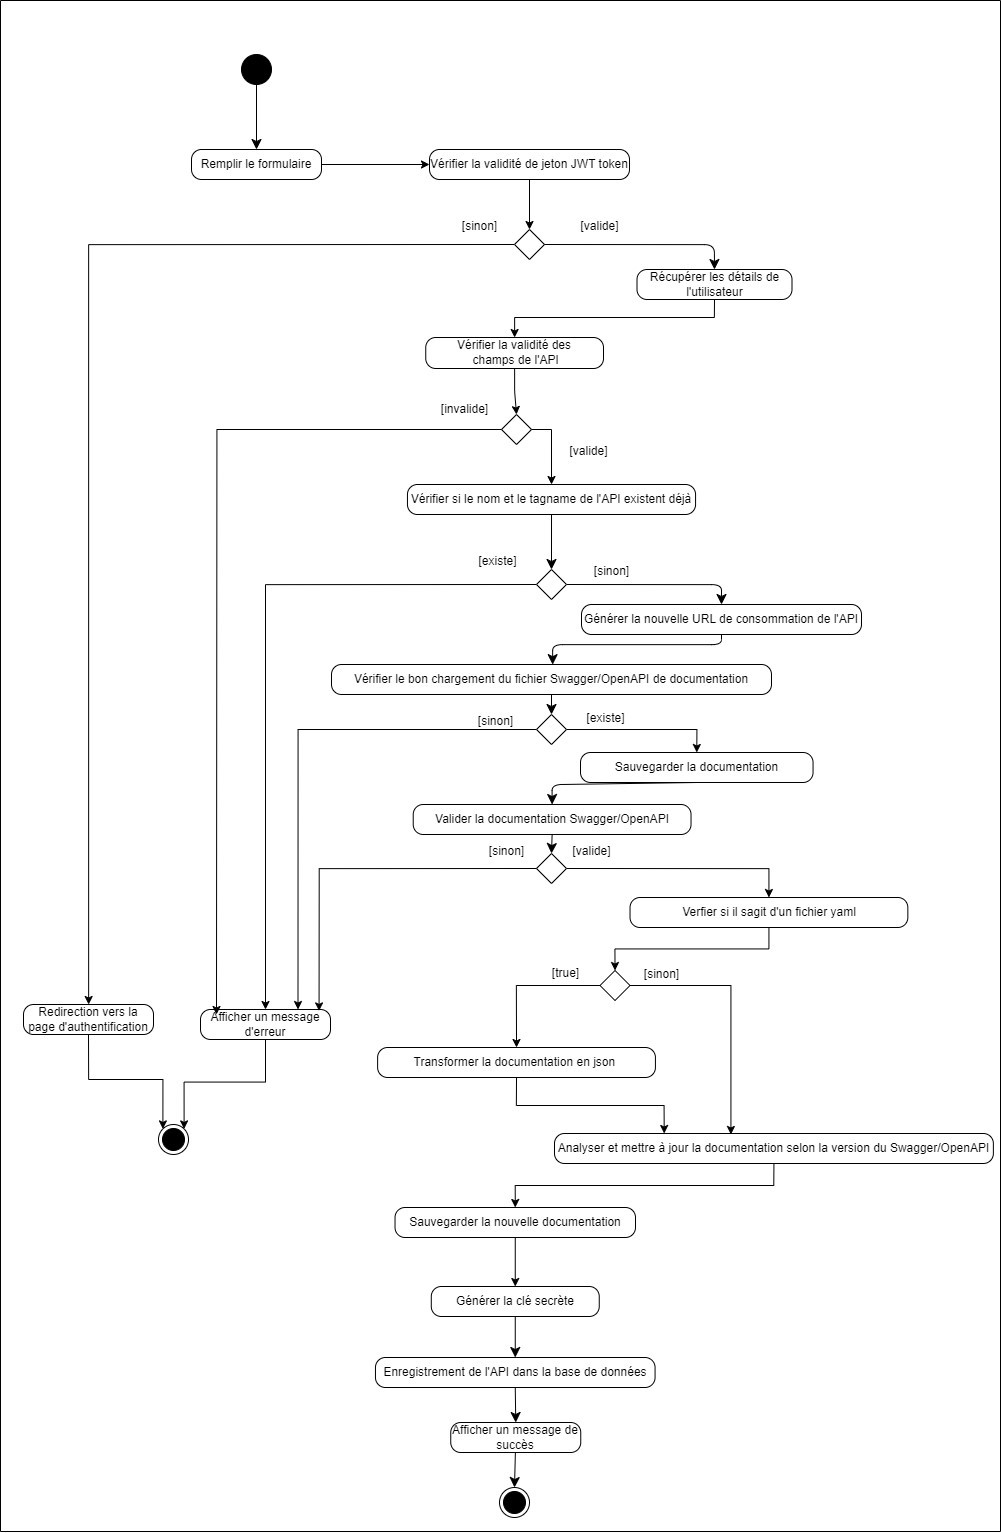 Remplir le formulaire
Vérifier la validité de jeton JWT token
[sinon]
[valide]
Récupérer les détails de
l'utilisateur
Vérifier la validité des
champs de l'API
[invalide]
[valide]
Vérifier si le nom et le tagname de l'API existent déjà
[existe]
[sinon]
Générer la nouvelle URL de consommation de l'API
Vérifier le bon chargement du fichier Swagger/OpenAPI de documentation
[sinon]
[existe]
Sauvegarder la documentation
Valider la documentation Swagger/OpenAPI
[sinon]
[valide]
Verfier si il sagit d'un fichier yaml
[true]
[sinon]
Redirection vers la
page d'authentification
Afficher un message
d'erreur
Transformer la documentation en json
Analyser et mettre à jour la documentation selon la version du Swagger/OpenAPI
Sauvegarder la nouvelle documentation
Générer la clé secrète
Enregistrement de l'API dans la base de données
Afficher un message de
succès